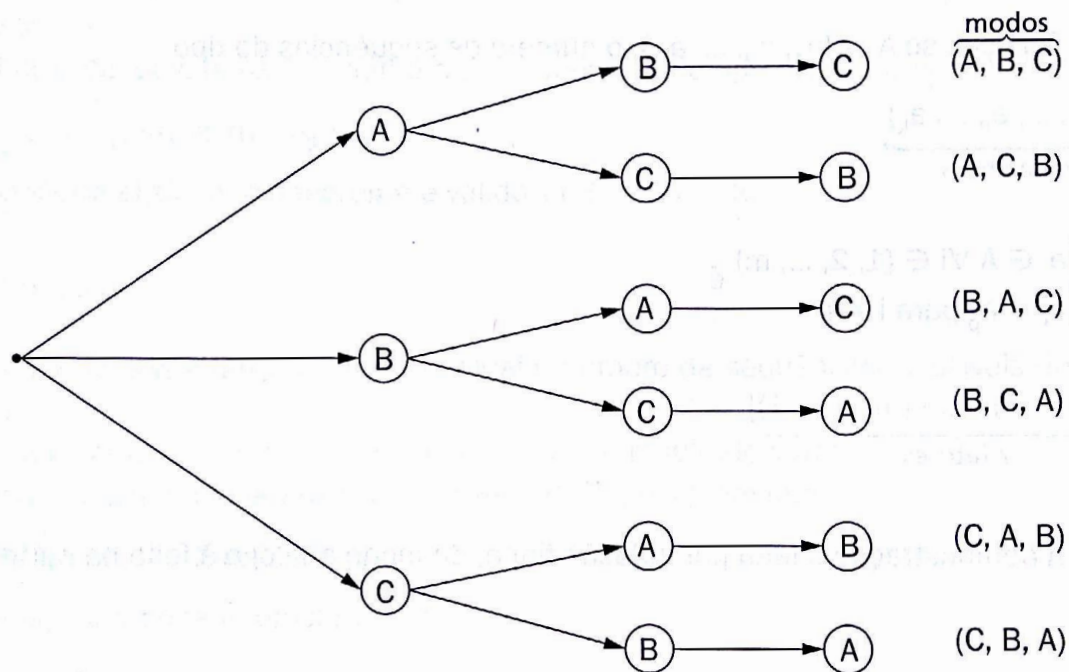 modos
B C (A, B, C)
A
C B (A, C, B)
A C (B, A, C)
B
C A (B, C, A)
A B (C, A, B)
C
B A (C, B, A)